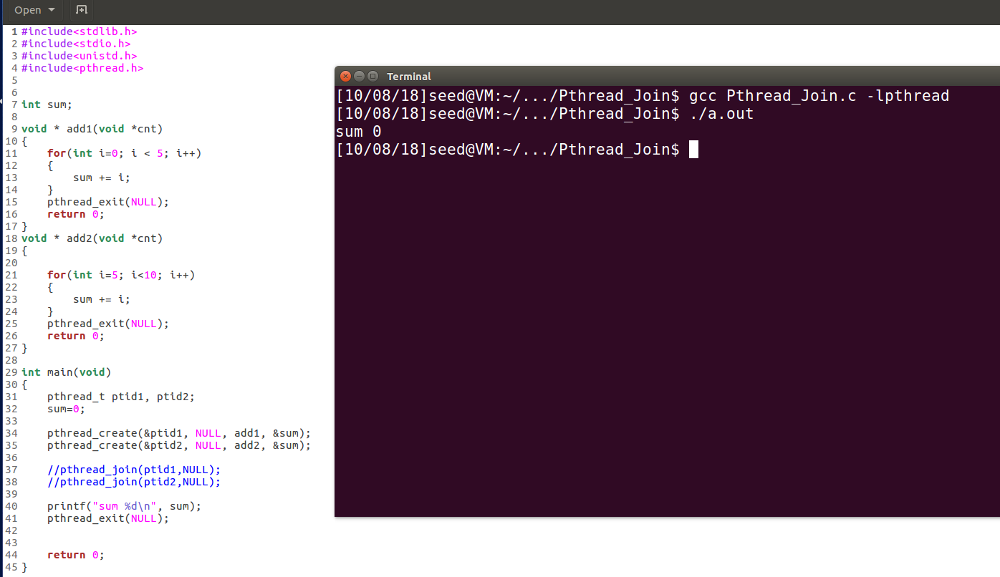 Open
1 #include<stdlib.h>
2 #include<stdio.h>
3 #include<unistd.h>
4 #include<pthread.h>
5
6
7 int sum;
8
9 void * add1(void *cnt)
10 {
11     for(int i=0; i < 5; i++)
12     {
13         sum += i;
14     }
15     pthread_exit(NULL);
16     return 0;
17 }
18 void * add2(void *cnt)
19 {
20
21     for(int i=5; i<10; i++)
22     {
23         sum += i;
24     }
25     pthread_exit(NULL);
26     return 0;
27 }
28
29 int main(void)
30 {
31     pthread_t ptid1, ptid2;
32     sum=0;
33
34     pthread_create(&ptid1, NULL, add1, &sum);
35     pthread_create(&ptid2, NULL, add2, &sum);
36
37     //pthread_join(ptid1,NULL);
38     //pthread_join(ptid2,NULL);
39
40     printf("sum %d\n", sum);
41     pthread_exit(NULL);
42
43
44     return 0;
45 }
Terminal
[10/08/18]seed@VM:~/.../Pthread_Join$ gcc Pthread_Join.c -lpthread
[10/08/18]seed@VM:~/.../Pthread_Join$ ./a.out
sum 0
[10/08/18]seed@VM:~/.../Pthread_Join$